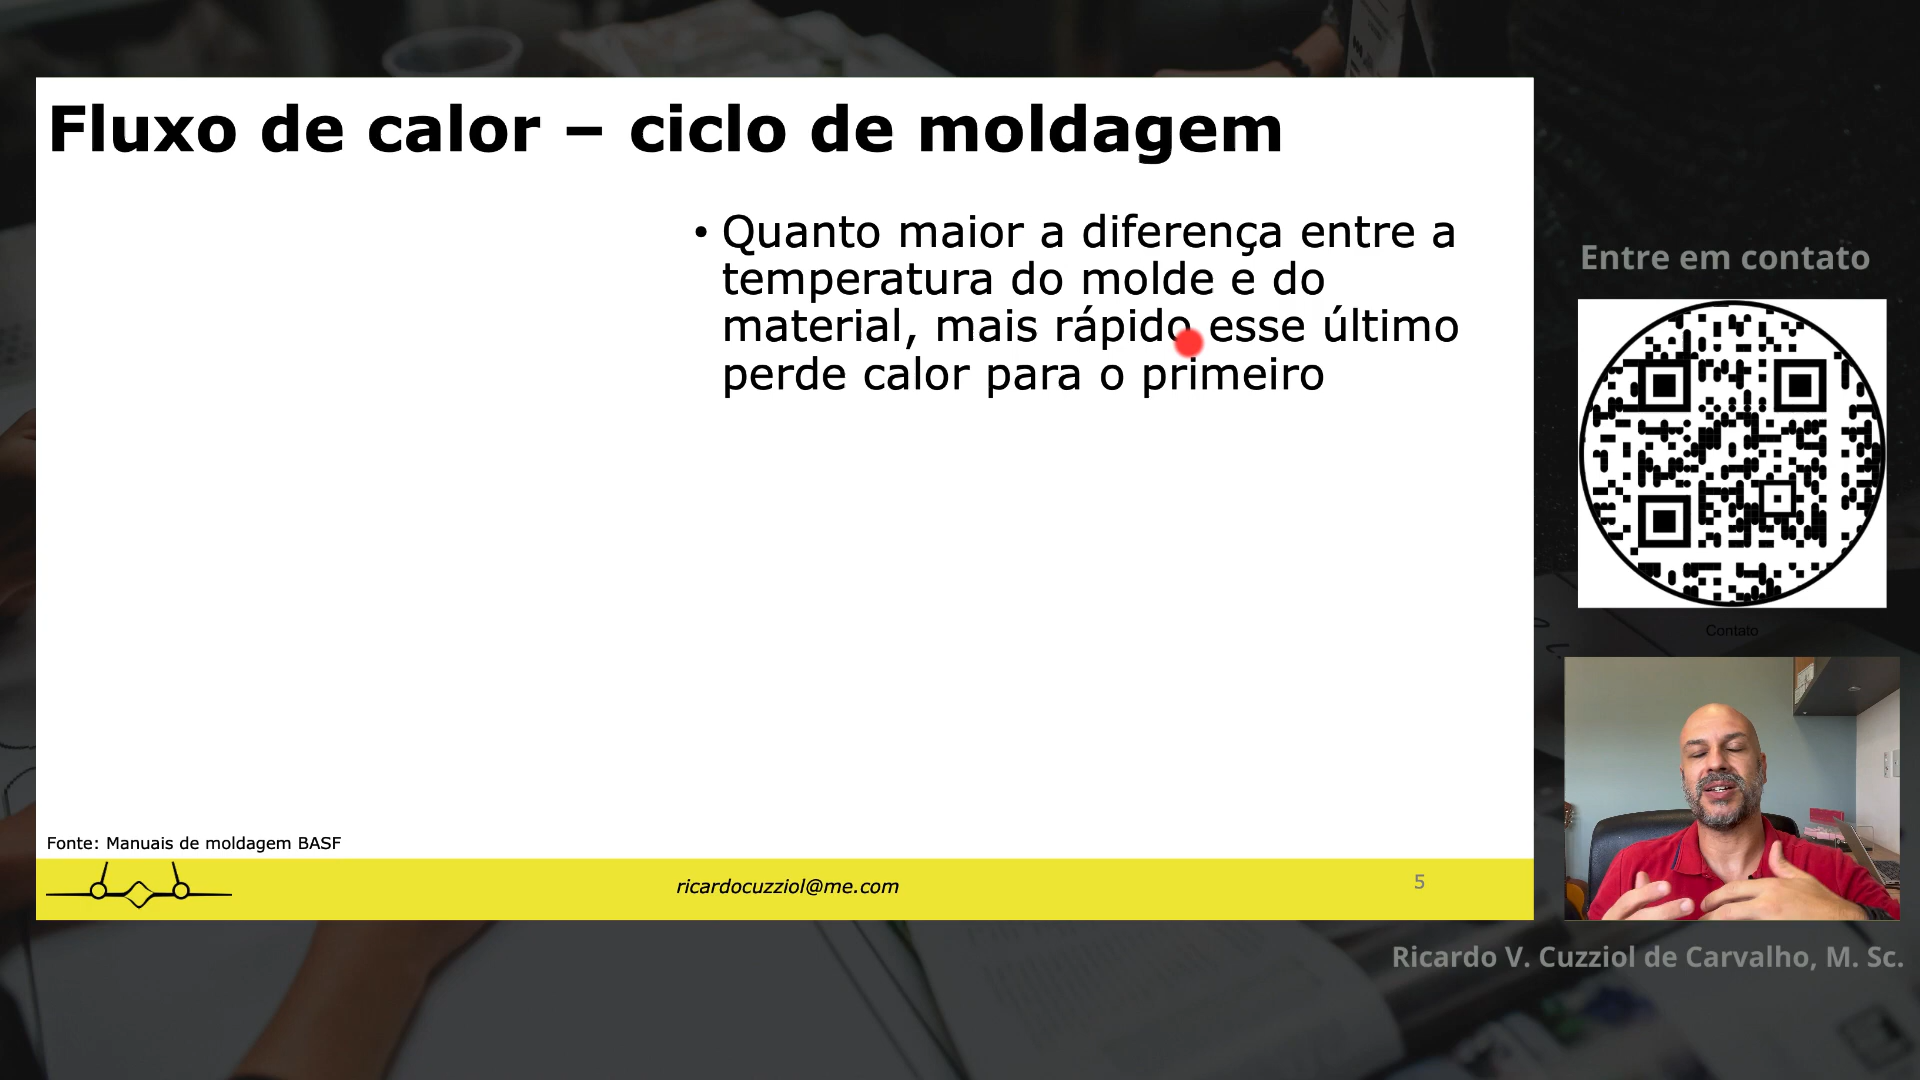 Fluxo de calor – ciclo de moldagem
• Quanto maior a diferença entre a
temperatura do molde e do
material, mais rápido esse último
perde calor para o primeiro
Fonte: Manuais de moldagem BASF
ricardocuzziol@me.com
5
Entre em contato
Contato
Ricardo V. Cuzziol de Carvalho, M. Sc.